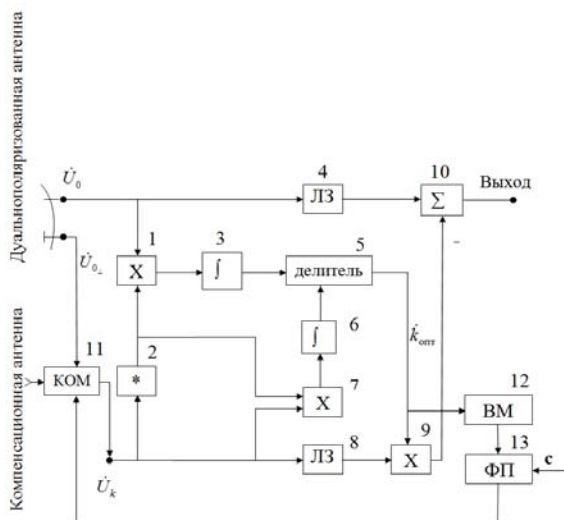 Дуальнополяризованная антенна
Компенсационная антенна
U̇₀
U̇₀⊥
4
ЛЗ
10
Σ
Выход
1
X
3
∫
5
делитель
–
6
∫
k̇опт
11
КОМ
2
*
7
X
12
ВМ
U̇k
8
ЛЗ
9
X
13
ФП
с